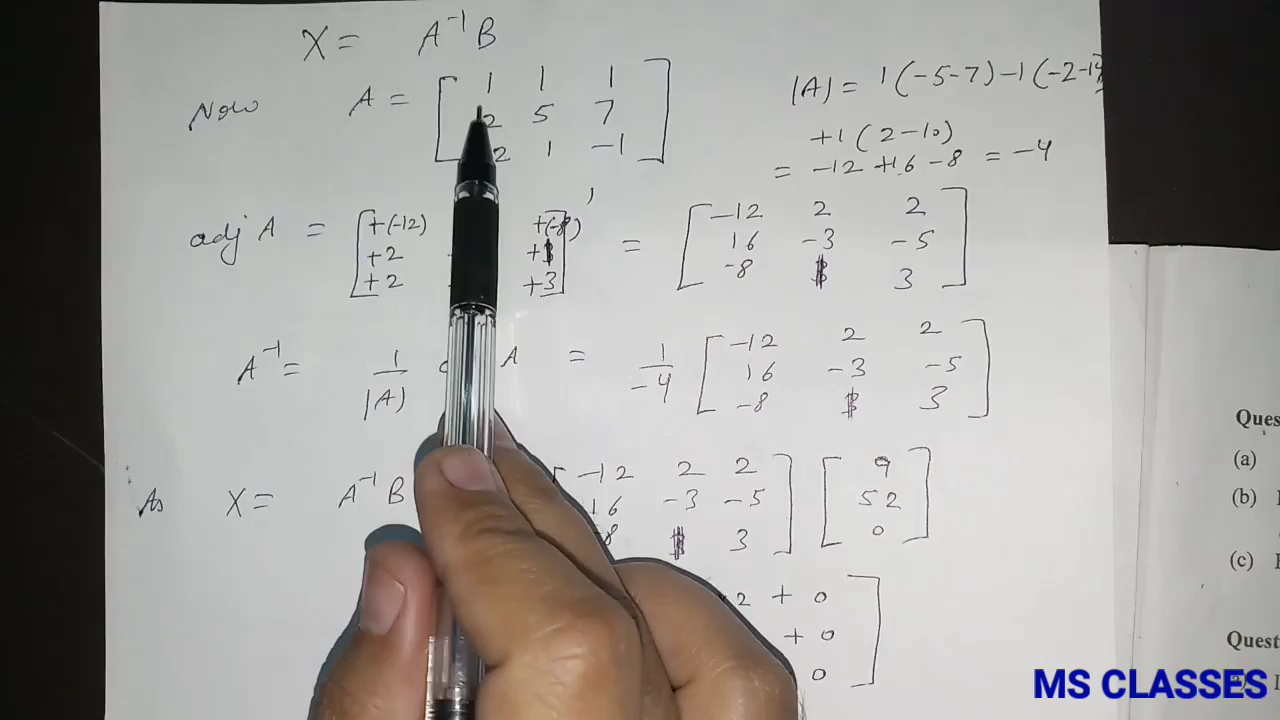 X = A⁻¹B
Now A = [ 1 1 1
2 5 7
2 1 -1 ]
|A| = 1(-5-7)-1(-2-14)
+1(2-10)
= -12+16-8 = -4
adj A = [ +(-12) +(-8)
+2
+2 +3 ]' = [ -12 2 2
16 -3 -5
-8 3 ]
A⁻¹ = 1/|A| A = 1/-4 [ -12 2 2
16 -3 -5
-8 3 ]
As X = A⁻¹B [ -12 2 2
16 -3 -5
-8 3 ] [ 9
52
0 ]
2 + 0
+ 0
0 ]
Ques
(a)
(b)
(c)
Quest
MS CLASSES